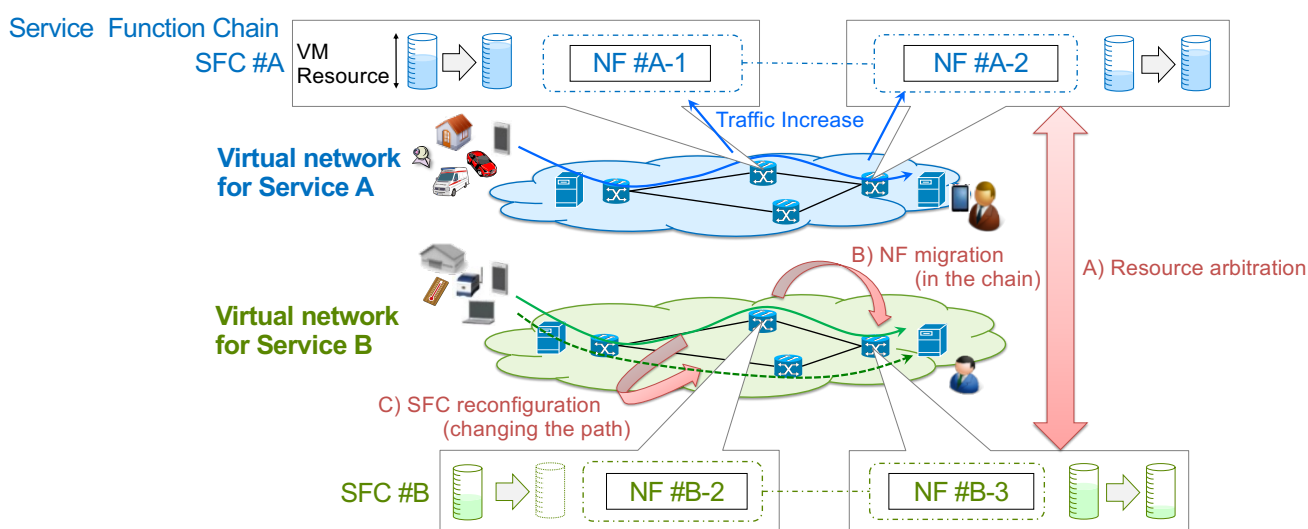 Service Function Chain
SFC #A
VM
Resource
NF #A-1
NF #A-2
Traffic Increase
Virtual network
for Service A
B) NF migration
(in the chain)
A) Resource arbitration
Virtual network
for Service B
C) SFC reconfiguration
(changing the path)
SFC #B
NF #B-2
NF #B-3